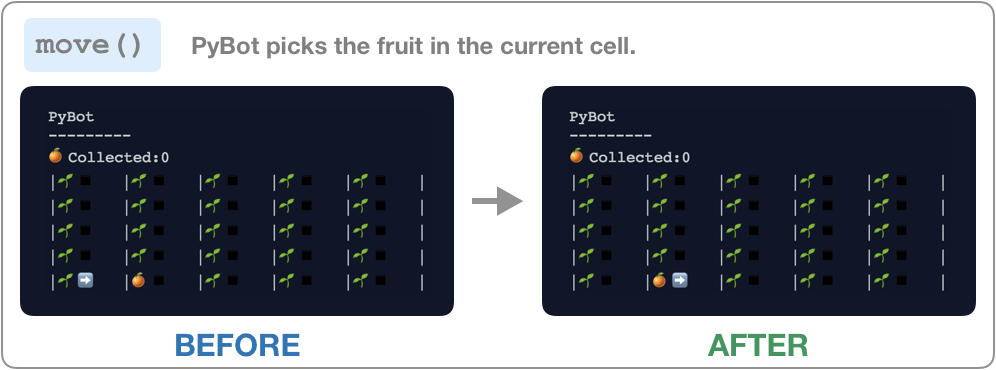 move() PyBot picks the fruit in the current cell.
PyBot
---------
🍊 Collected:0
|🌱 ◼ |🌱 ◼ |🌱 ◼ |🌱 ◼ |🌱 ◼ |
|🌱 ◼ |🌱 ◼ |🌱 ◼ |🌱 ◼ |🌱 ◼ |
|🌱 ◼ |🌱 ◼ |🌱 ◼ |🌱 ◼ |🌱 ◼ |
|🌱 ◼ |🌱 ◼ |🌱 ◼ |🌱 ◼ |🌱 ◼ |
|🌱 ➡️ |🍊 ◼ |🌱 ◼ |🌱 ◼ |🌱 ◼ |
BEFORE
PyBot
---------
🍊 Collected:0
|🌱 ◼ |🌱 ◼ |🌱 ◼ |🌱 ◼ |🌱 ◼ |
|🌱 ◼ |🌱 ◼ |🌱 ◼ |🌱 ◼ |🌱 ◼ |
|🌱 ◼ |🌱 ◼ |🌱 ◼ |🌱 ◼ |🌱 ◼ |
|🌱 ◼ |🌱 ◼ |🌱 ◼ |🌱 ◼ |🌱 ◼ |
|🌱 ◼ |🍊 ➡️ |🌱 ◼ |🌱 ◼ |🌱 ◼ |
AFTER